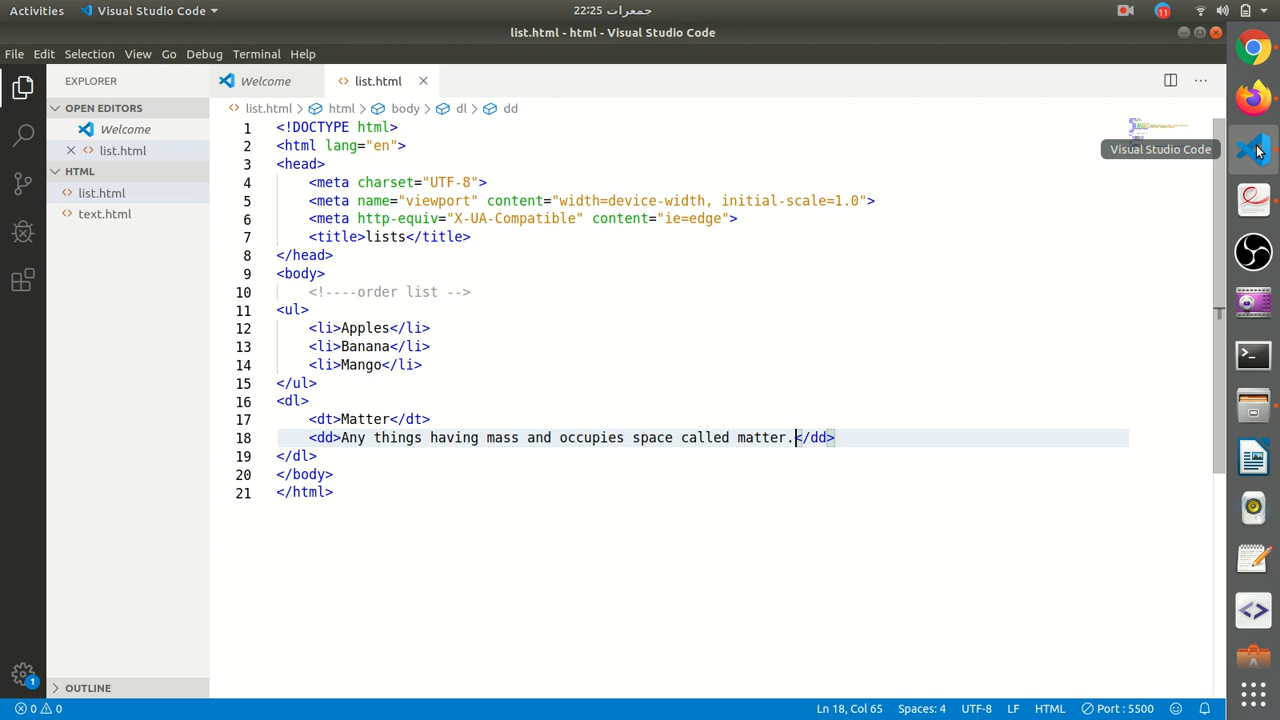 Activities Visual Studio Code 22:25 جمعرات 11
list.html - html - Visual Studio Code
File Edit Selection View Go Debug Terminal Help
EXPLORER Welcome list.html
OPEN EDITORS
Welcome
list.html
HTML
list.html
text.html
OUTLINE
list.html > html > body > dl > dd
1 <!DOCTYPE html>
2 <html lang="en">
3 <head>
4 <meta charset="UTF-8">
5 <meta name="viewport" content="width=device-width, initial-scale=1.0">
6 <meta http-equiv="X-UA-Compatible" content="ie=edge">
7 <title>lists</title>
8 </head>
9 <body>
10 <!----order list -->
11 <ul>
12 <li>Apples</li>
13 <li>Banana</li>
14 <li>Mango</li>
15 </ul>
16 <dl>
17 <dt>Matter</dt>
18 <dd>Any things having mass and occupies space called matter.</dd>
19 </dl>
20 </body>
21 </html>
Visual Studio Code
1
0 0 Ln 18, Col 65 Spaces: 4 UTF-8 LF HTML Port : 5500